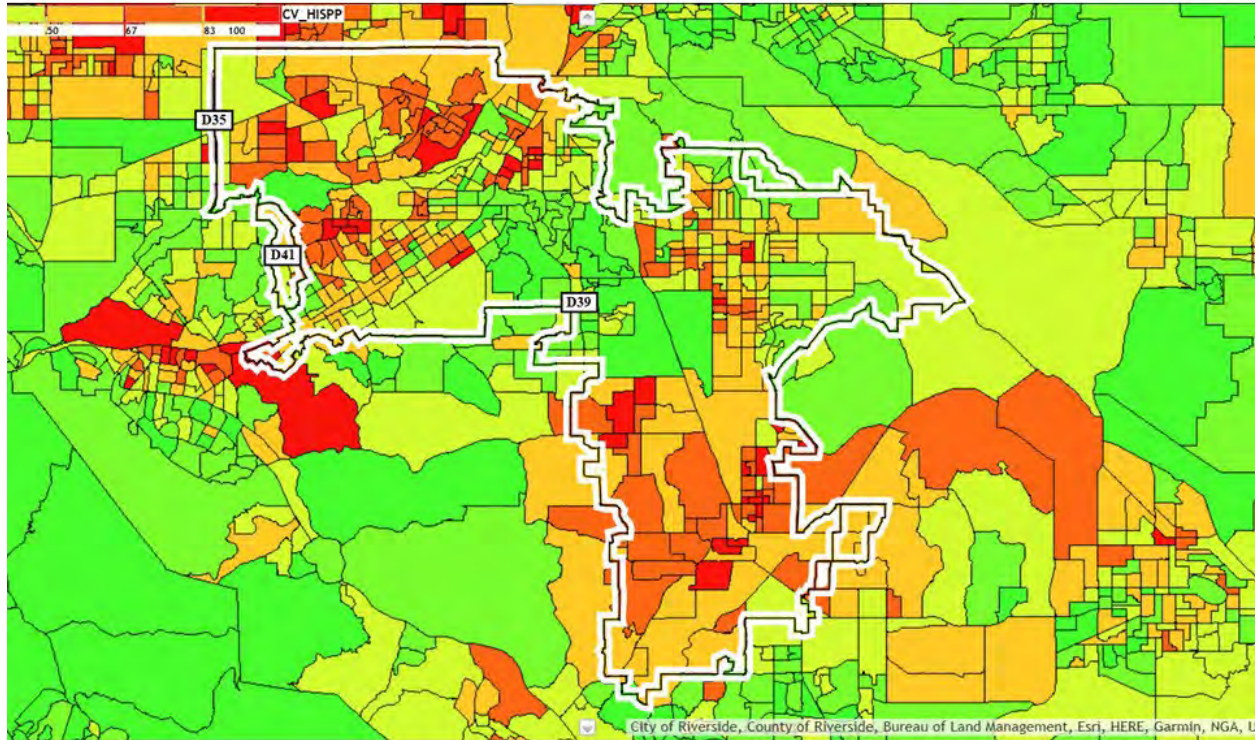 CV_HISPP
50 67 83 100
D35
D41
D39
City of Riverside, County of Riverside, Bureau of Land Management, Esri, HERE, Garmin, NGA,